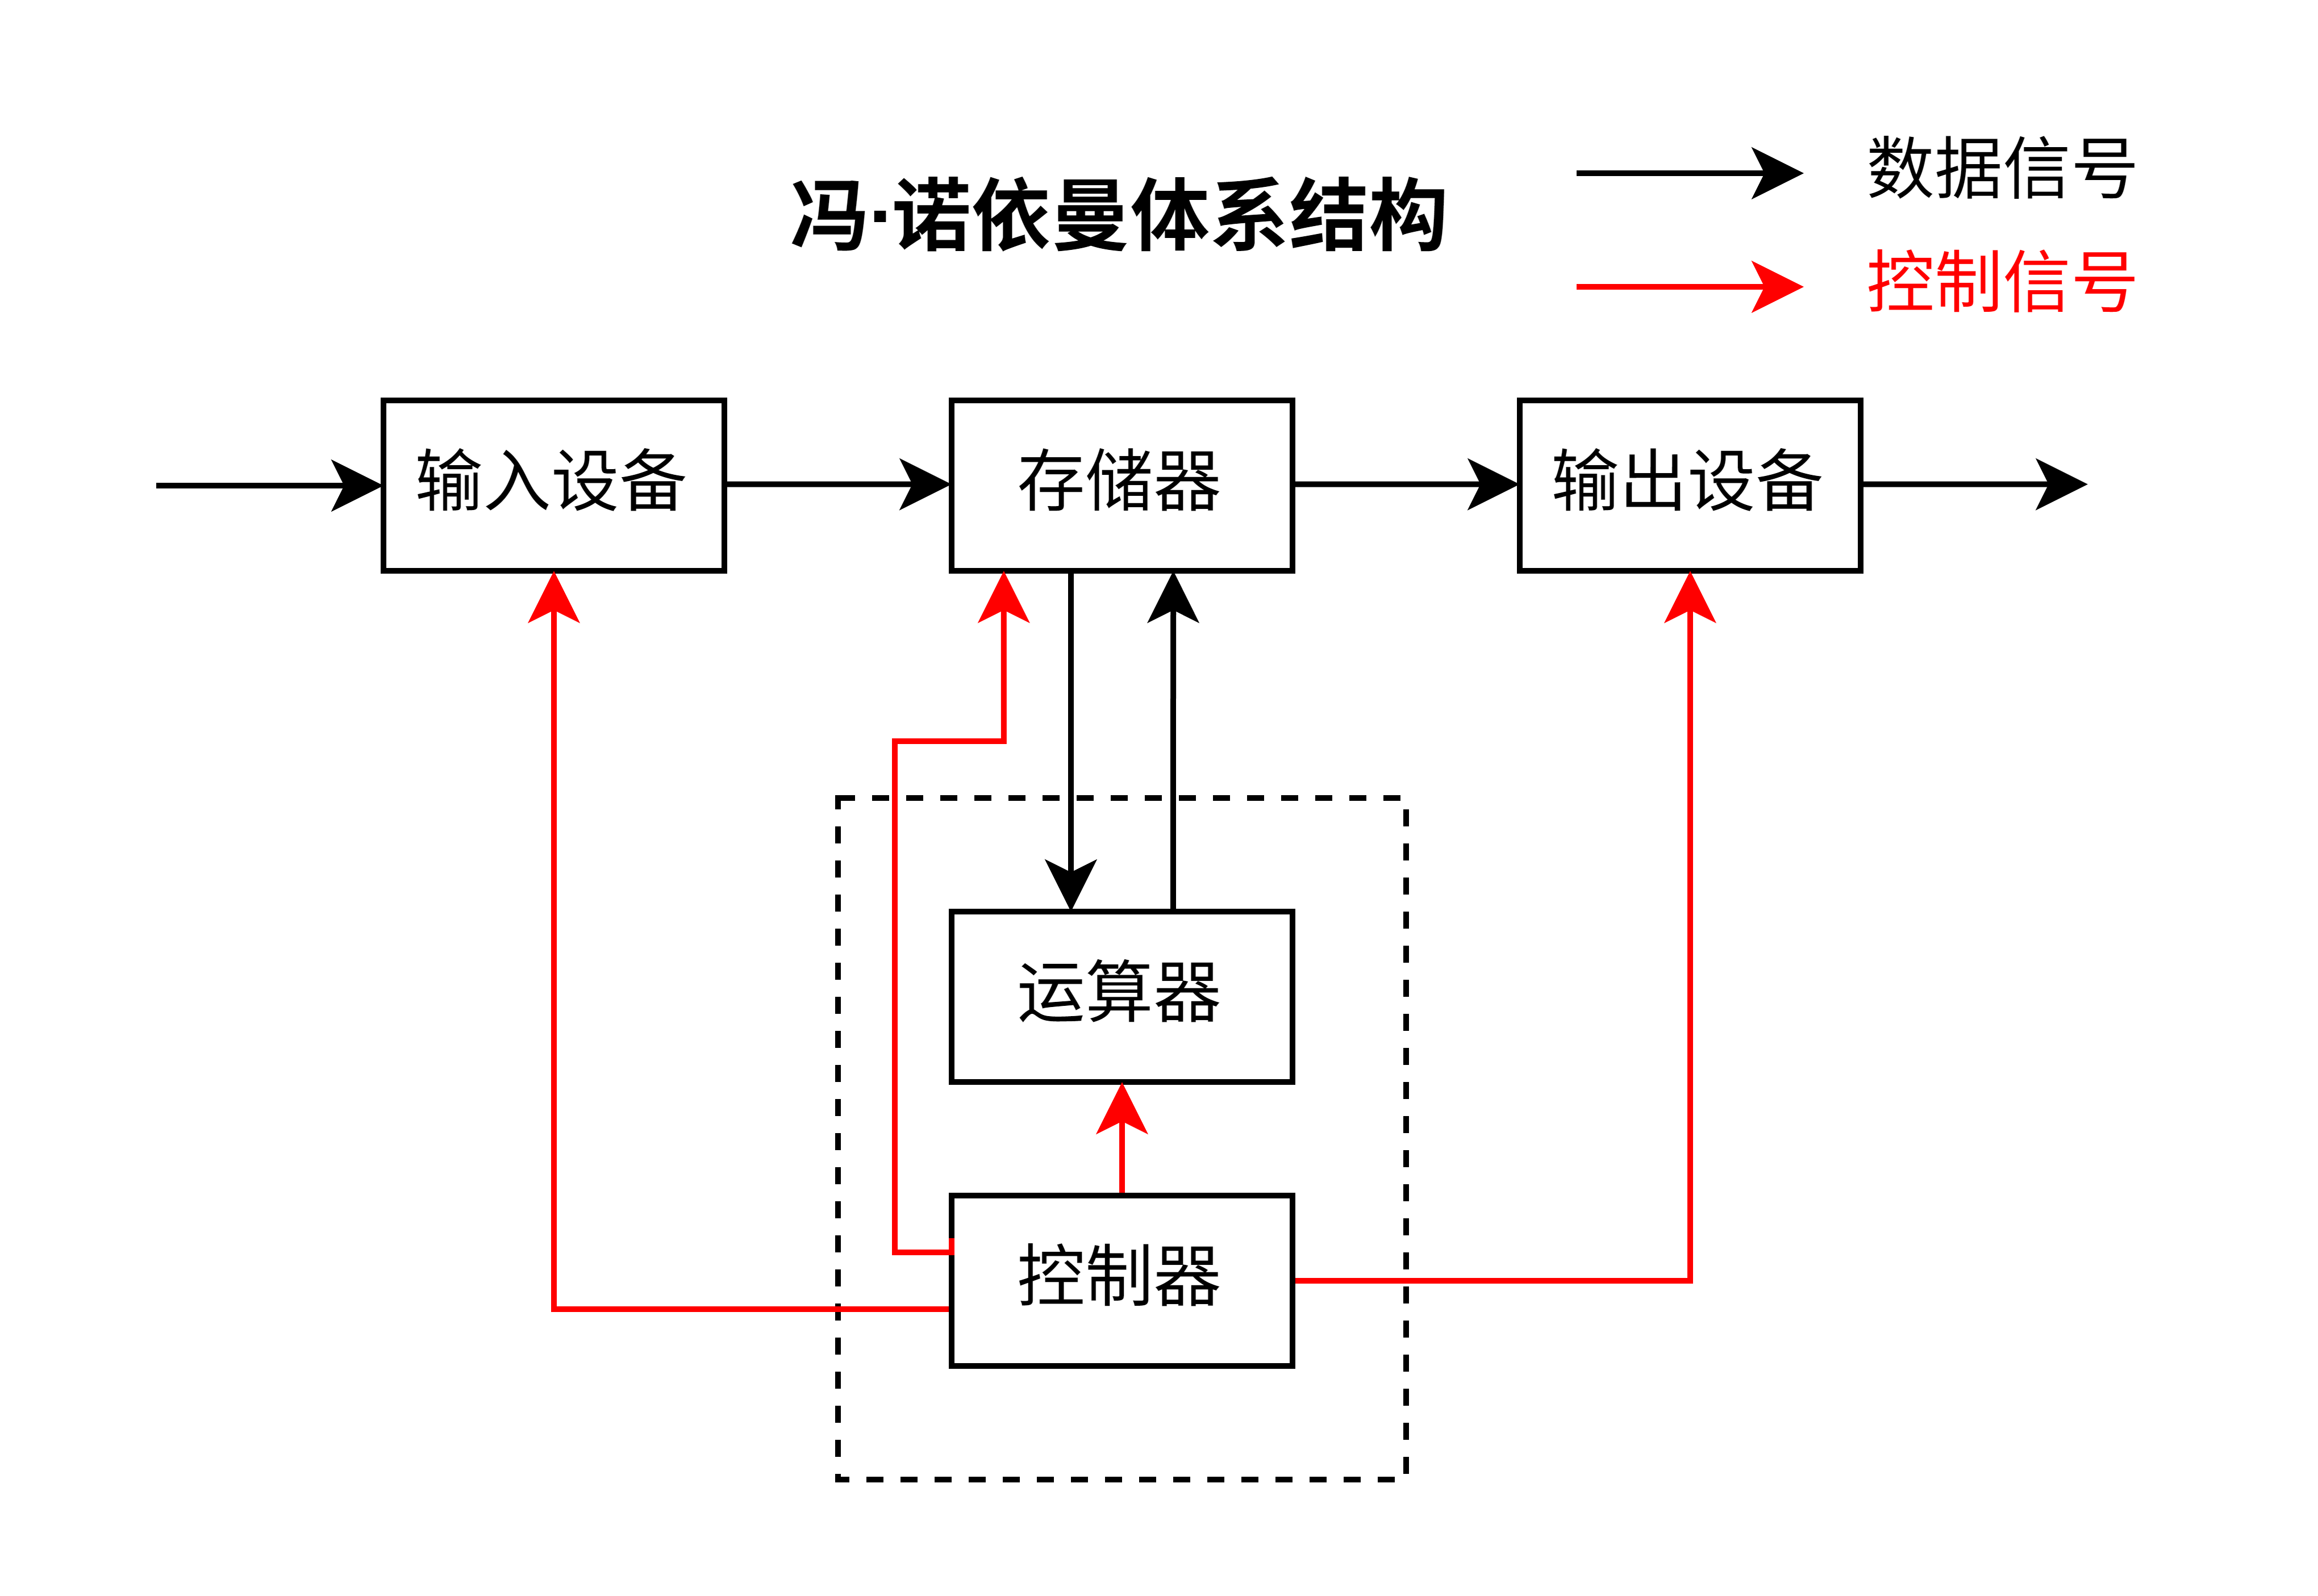 冯·诺依曼体系结构
数据信号
控制信号
输入设备
存储器
输出设备
运算器
控制器